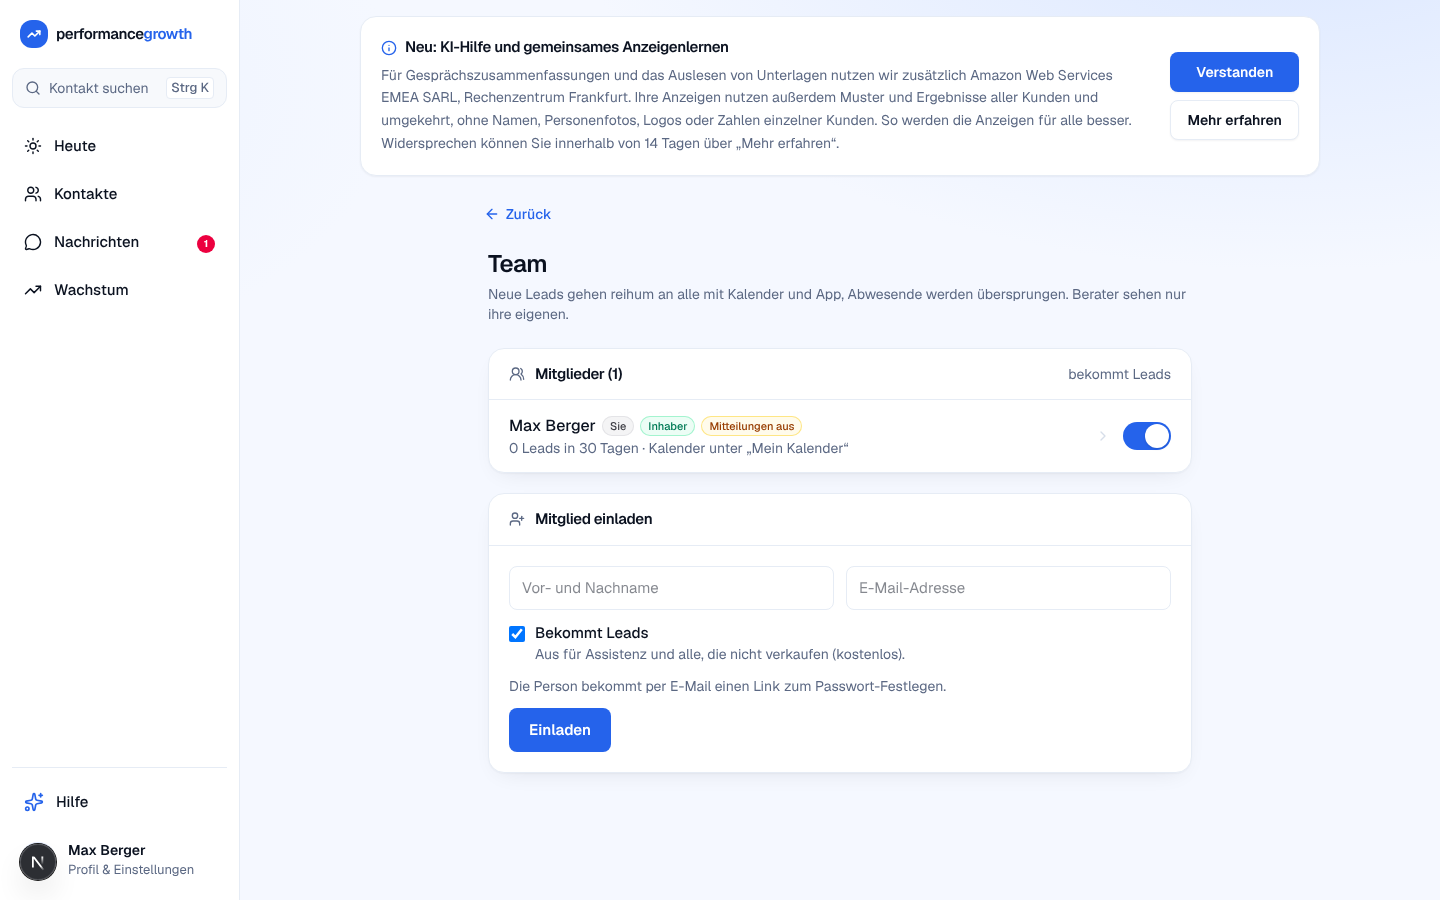 performancegrowth
Kontakt suchen Strg K
Heute
Kontakte
Nachrichten 1
Wachstum
Hilfe
Max Berger
Profil & Einstellungen
Neu: KI-Hilfe und gemeinsames Anzeigenlernen
Für Gesprächszusammenfassungen und das Auslesen von Unterlagen nutzen wir zusätzlich Amazon Web Services
EMEA SARL, Rechenzentrum Frankfurt. Ihre Anzeigen nutzen außerdem Muster und Ergebnisse aller Kunden und
umgekehrt, ohne Namen, Personenfotos, Logos oder Zahlen einzelner Kunden. So werden die Anzeigen für alle besser.
Widersprechen können Sie innerhalb von 14 Tagen über „Mehr erfahren“.
Verstanden
Mehr erfahren
Zurück
Team
Neue Leads gehen reihum an alle mit Kalender und App, Abwesende werden übersprungen. Berater sehen nur
ihre eigenen.
Mitglieder (1) bekommt Leads
Max Berger Sie Inhaber Mitteilungen aus
0 Leads in 30 Tagen · Kalender unter „Mein Kalender“
Mitglied einladen
Vor- und Nachname E-Mail-Adresse
Bekommt Leads
Aus für Assistenz und alle, die nicht verkaufen (kostenlos).
Die Person bekommt per E-Mail einen Link zum Passwort-Festlegen.
Einladen